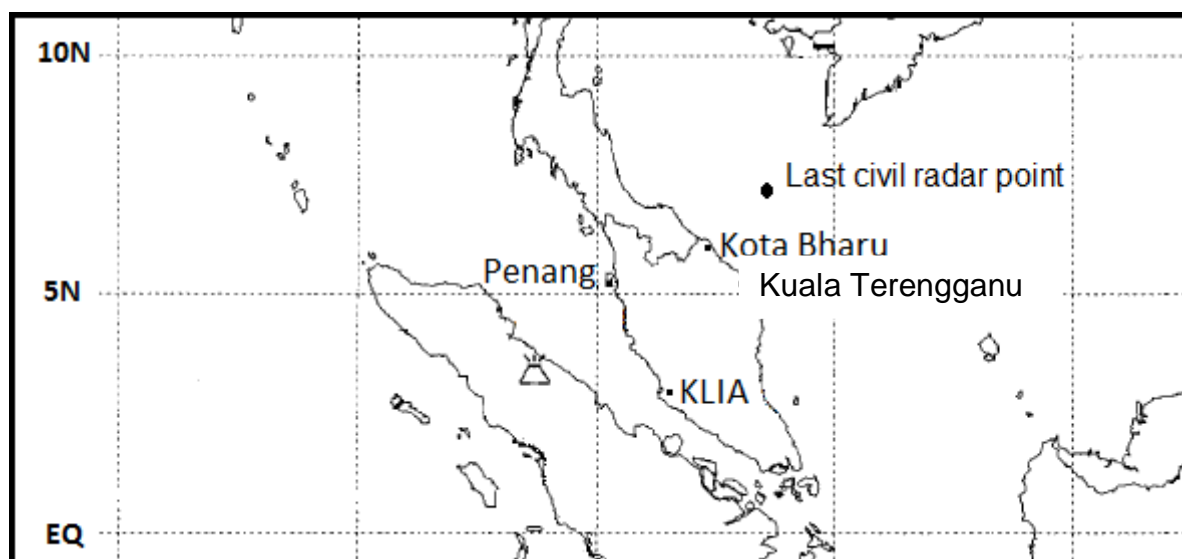 10N
Last civil radar point
Kota Bharu
Penang
Kuala Terengganu
5N
KLIA
EQ